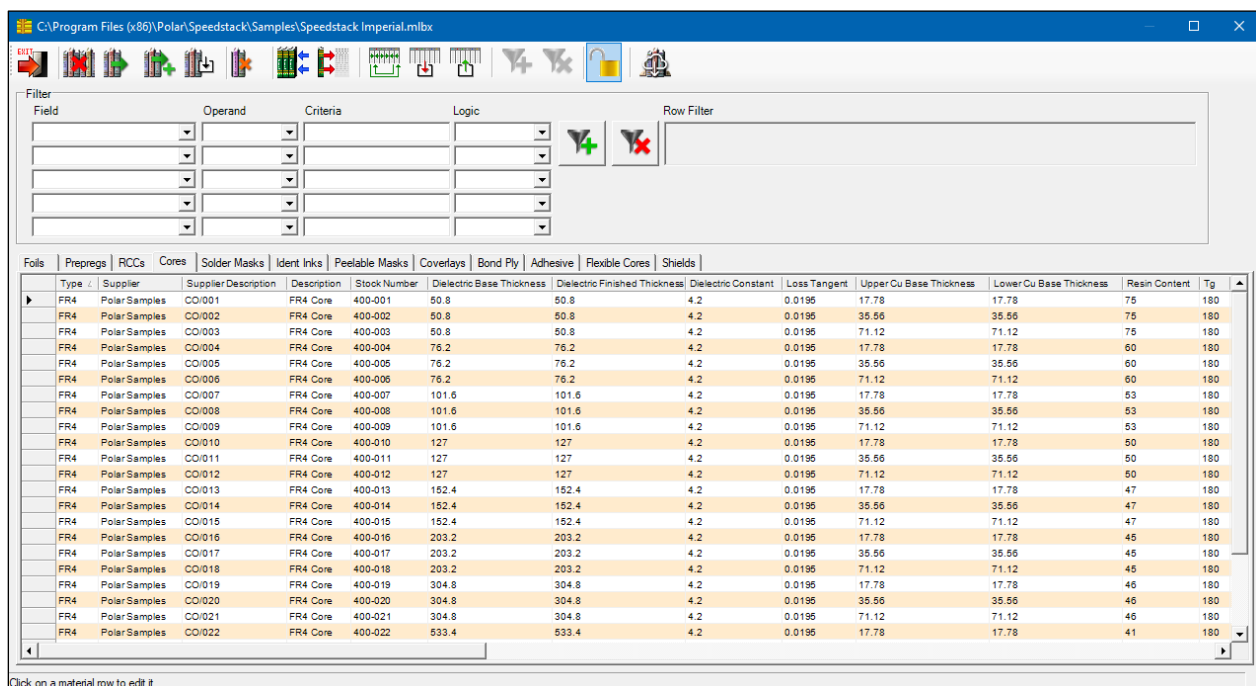 C:\Program Files (x86)\Polar\Speedstack\Samples\Speedstack Imperial.mlbx
EXIT
Filter
Field Operand Criteria Logic Row Filter
Foils Prepregs RCCs Cores Solder Masks Ident Inks Peelable Masks Coverlays Bond Ply Adhesive Flexible Cores Shields
Type Supplier Supplier Description Description Stock Number Dielectric Base Thickness Dielectric Finished Thickness Dielectric Constant Loss Tangent Upper Cu Base Thickness Lower Cu Base Thickness Resin Content Tg
FR4 Polar Samples CO/001 FR4 Core 400-001 50.8 50.8 4.2 0.0195 17.78 17.78 75 180
FR4 Polar Samples CO/002 FR4 Core 400-002 50.8 50.8 4.2 0.0195 35.56 35.56 75 180
FR4 Polar Samples CO/003 FR4 Core 400-003 50.8 50.8 4.2 0.0195 71.12 71.12 75 180
FR4 Polar Samples CO/004 FR4 Core 400-004 76.2 76.2 4.2 0.0195 17.78 17.78 60 180
FR4 Polar Samples CO/005 FR4 Core 400-005 76.2 76.2 4.2 0.0195 35.56 35.56 60 180
FR4 Polar Samples CO/006 FR4 Core 400-006 76.2 76.2 4.2 0.0195 71.12 71.12 60 180
FR4 Polar Samples CO/007 FR4 Core 400-007 101.6 101.6 4.2 0.0195 17.78 17.78 53 180
FR4 Polar Samples CO/008 FR4 Core 400-008 101.6 101.6 4.2 0.0195 35.56 35.56 53 180
FR4 Polar Samples CO/009 FR4 Core 400-009 101.6 101.6 4.2 0.0195 71.12 71.12 53 180
FR4 Polar Samples CO/010 FR4 Core 400-010 127 127 4.2 0.0195 17.78 17.78 50 180
FR4 Polar Samples CO/011 FR4 Core 400-011 127 127 4.2 0.0195 35.56 35.56 50 180
FR4 Polar Samples CO/012 FR4 Core 400-012 127 127 4.2 0.0195 71.12 71.12 50 180
FR4 Polar Samples CO/013 FR4 Core 400-013 152.4 152.4 4.2 0.0195 17.78 17.78 47 180
FR4 Polar Samples CO/014 FR4 Core 400-014 152.4 152.4 4.2 0.0195 35.56 35.56 47 180
FR4 Polar Samples CO/015 FR4 Core 400-015 152.4 152.4 4.2 0.0195 71.12 71.12 47 180
FR4 Polar Samples CO/016 FR4 Core 400-016 203.2 203.2 4.2 0.0195 17.78 17.78 45 180
FR4 Polar Samples CO/017 FR4 Core 400-017 203.2 203.2 4.2 0.0195 35.56 35.56 45 180
FR4 Polar Samples CO/018 FR4 Core 400-018 203.2 203.2 4.2 0.0195 71.12 71.12 45 180
FR4 Polar Samples CO/019 FR4 Core 400-019 304.8 304.8 4.2 0.0195 17.78 17.78 46 180
FR4 Polar Samples CO/020 FR4 Core 400-020 304.8 304.8 4.2 0.0195 35.56 35.56 46 180
FR4 Polar Samples CO/021 FR4 Core 400-021 304.8 304.8 4.2 0.0195 71.12 71.12 46 180
FR4 Polar Samples CO/022 FR4 Core 400-022 533.4 533.4 4.2 0.0195 17.78 17.78 41 180
Click on a material row to edit it